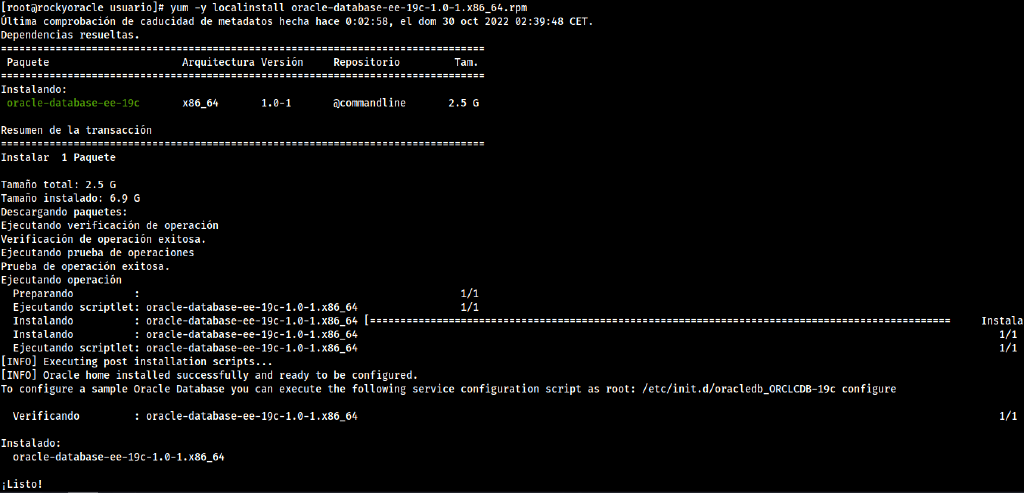 [root@rockyoracle usuario]# yum -y localinstall oracle-database-ee-19c-1.0-1.x86_64.rpm
Última comprobación de caducidad de metadatos hecha hace 0:02:58, el dom 30 oct 2022 02:39:48 CET.
Dependencias resueltas.
================================================================================
Paquete Arquitectura Versión Repositorio Tam.
================================================================================
Instalando:
oracle-database-ee-19c x86_64 1.0-1 @commandline 2.5 G
Resumen de la transacción
================================================================================
Instalar 1 Paquete
Tamaño total: 2.5 G
Tamaño instalado: 6.9 G
Descargando paquetes:
Ejecutando verificación de operación
Verificación de operación exitosa.
Ejecutando prueba de operaciones
Prueba de operación exitosa.
Ejecutando operación
Preparando : 1/1
Ejecutando scriptlet: oracle-database-ee-19c-1.0-1.x86_64 1/1
Instalando : oracle-database-ee-19c-1.0-1.x86_64 [================================================================================================ Instala
Instalando : oracle-database-ee-19c-1.0-1.x86_64 1/1
Ejecutando scriptlet: oracle-database-ee-19c-1.0-1.x86_64 1/1
[INFO] Executing post installation scripts...
[INFO] Oracle home installed successfully and ready to be configured.
To configure a sample Oracle Database you can execute the following service configuration script as root: /etc/init.d/oracledb_ORCLCDB-19c configure
Verificando : oracle-database-ee-19c-1.0-1.x86_64 1/1
Instalado:
oracle-database-ee-19c-1.0-1.x86_64
¡Listo!